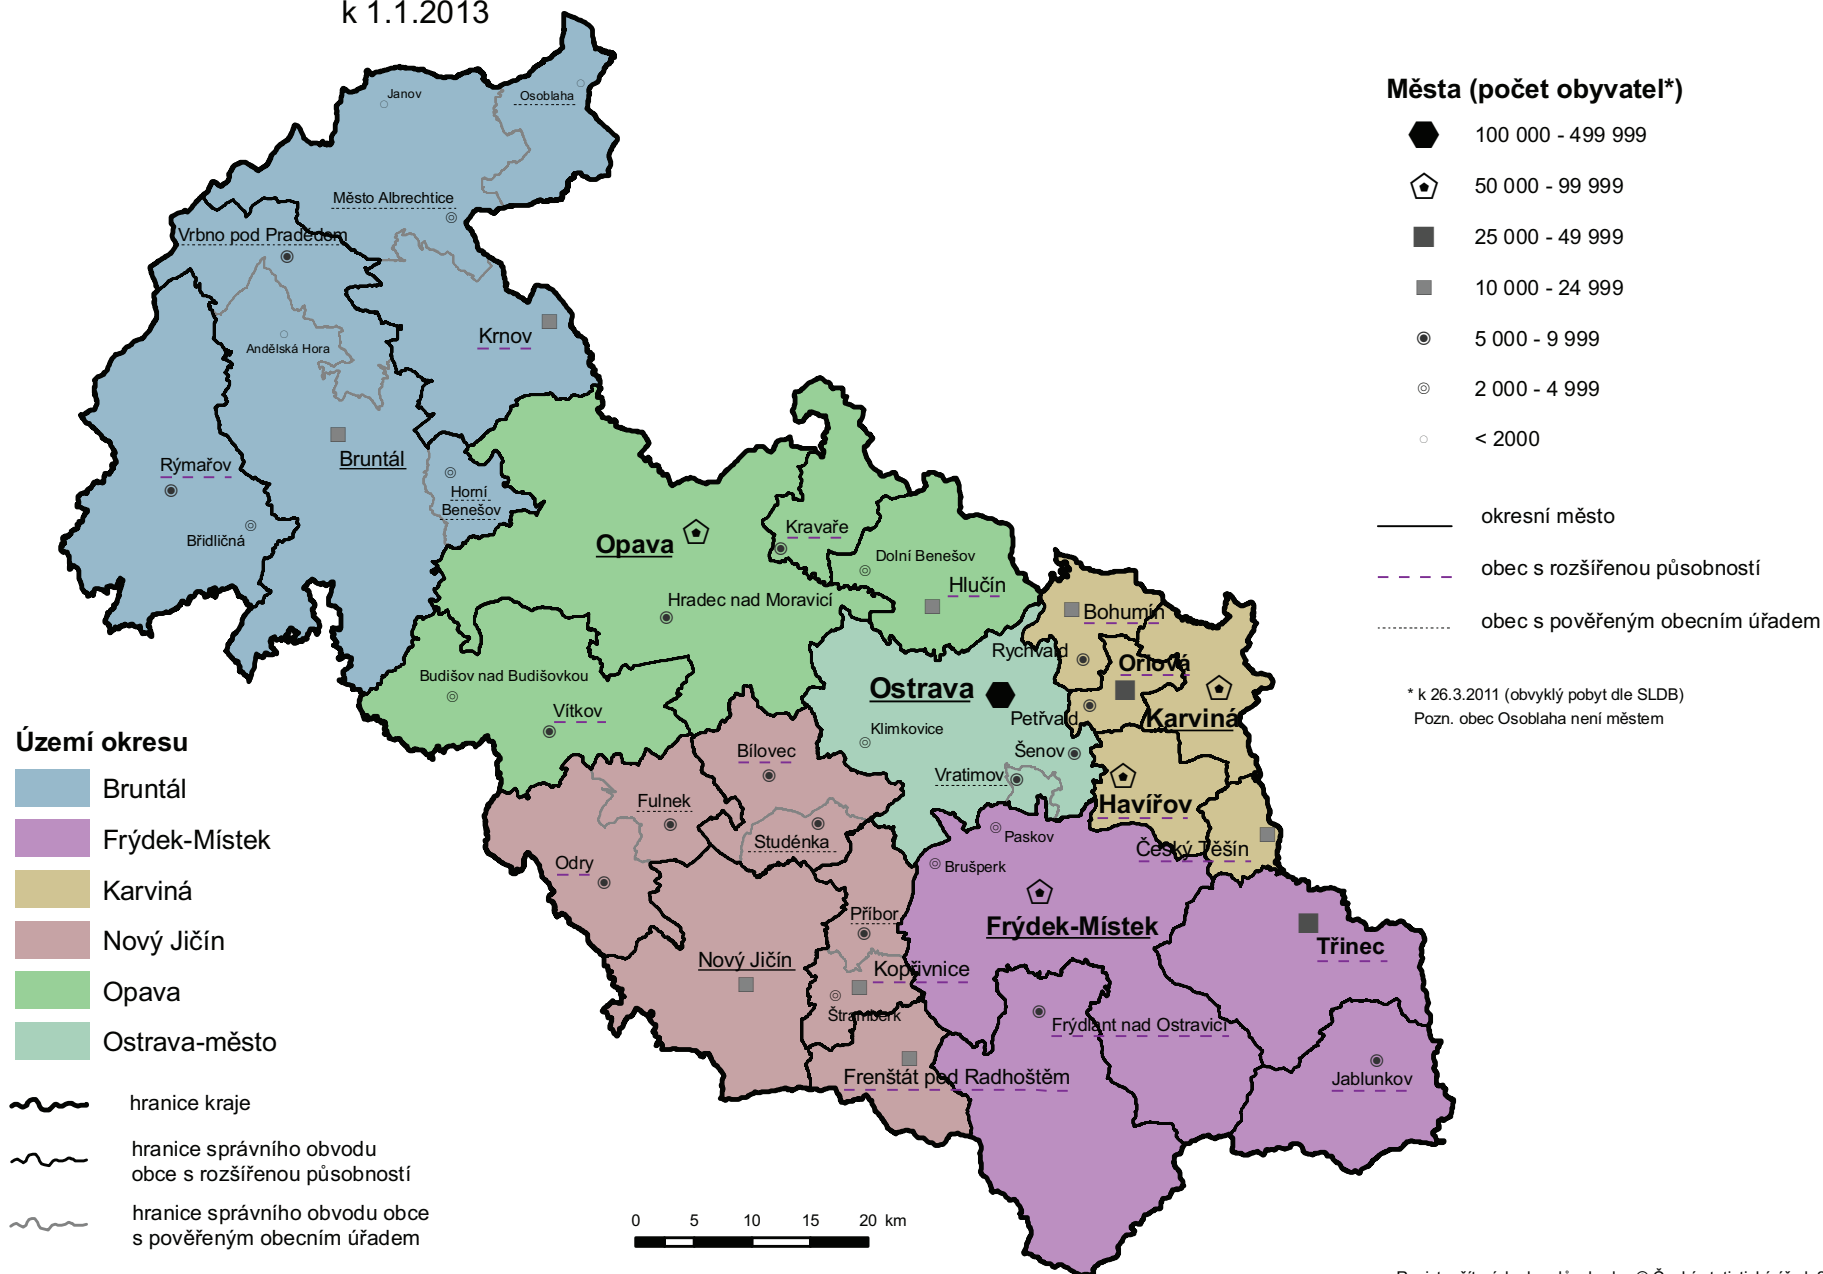 k 1.1.2013
Janov
Osoblaha
Město Albrechtice
Vrbno pod Pradědem
Krnov
Andělská Hora
Bruntál
Rýmařov
Břidličná
Horní
Benešov
Opava
Kravaře
Dolní Benešov
Hlučín
Hradec nad Moravicí
Budišov nad Budišovkou
Vítkov
Bohumín
Rychvald
Orlová
Karviná
Petřvald
Ostrava
Klimkovice
Šenov
Vratimov
Havířov
Český Těšín
Bílovec
Fulnek
Studénka
Odry
Paskov
Brušperk
Frýdek-Místek
Příbor
Nový Jičín
Kopřivnice
Štramberk
Třinec
Frýdlant nad Ostravicí
Frenštát pod Radhoštěm
Jablunkov
Města (počet obyvatel*)
100 000 - 499 999
50 000 - 99 999
25 000 - 49 999
10 000 - 24 999
5 000 - 9 999
2 000 - 4 999
< 2000
okresní město
obec s rozšířenou působností
obec s pověřeným obecním úřadem
* k 26.3.2011 (obvyklý pobyt dle SLDB)
Pozn. obec Osoblaha není městem
Území okresu
Bruntál
Frýdek-Místek
Karviná
Nový Jičín
Opava
Ostrava-město
hranice kraje
hranice správního obvodu
obce s rozšířenou působností
hranice správního obvodu obce
s pověřeným obecním úřadem
0 5 10 15 20 km